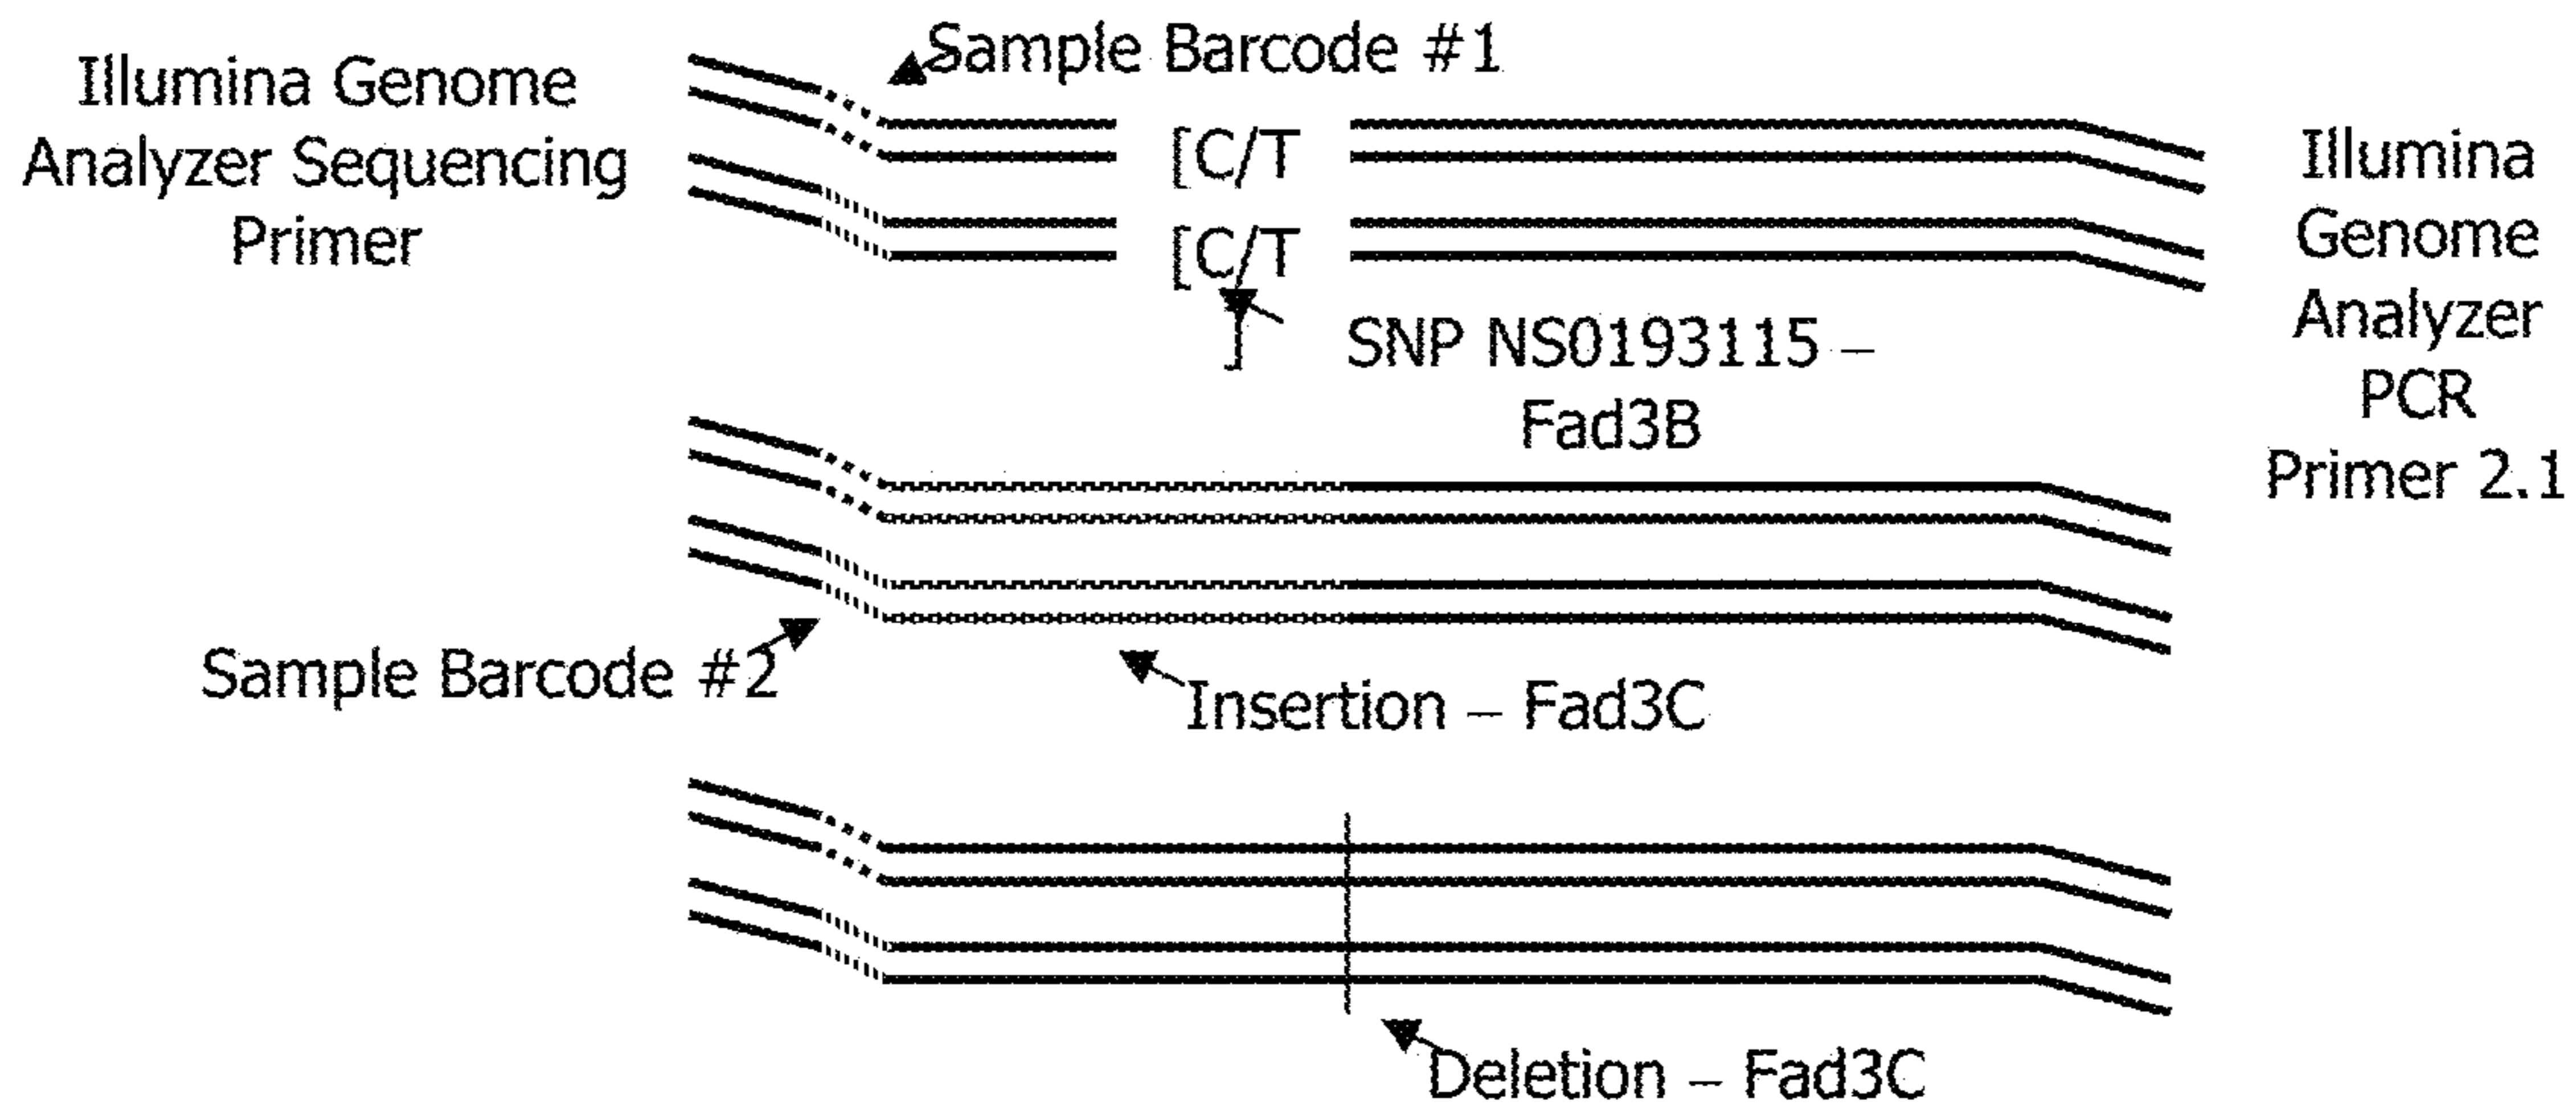 Sample Barcode #1
Illumina Genome
Analyzer Sequencing
Primer
[C/T
[C/T
]
SNP NS0193115 –
Fad3B
Illumina
Genome
Analyzer
PCR
Primer 2.1
Sample Barcode #2
Insertion – Fad3C
Deletion – Fad3C